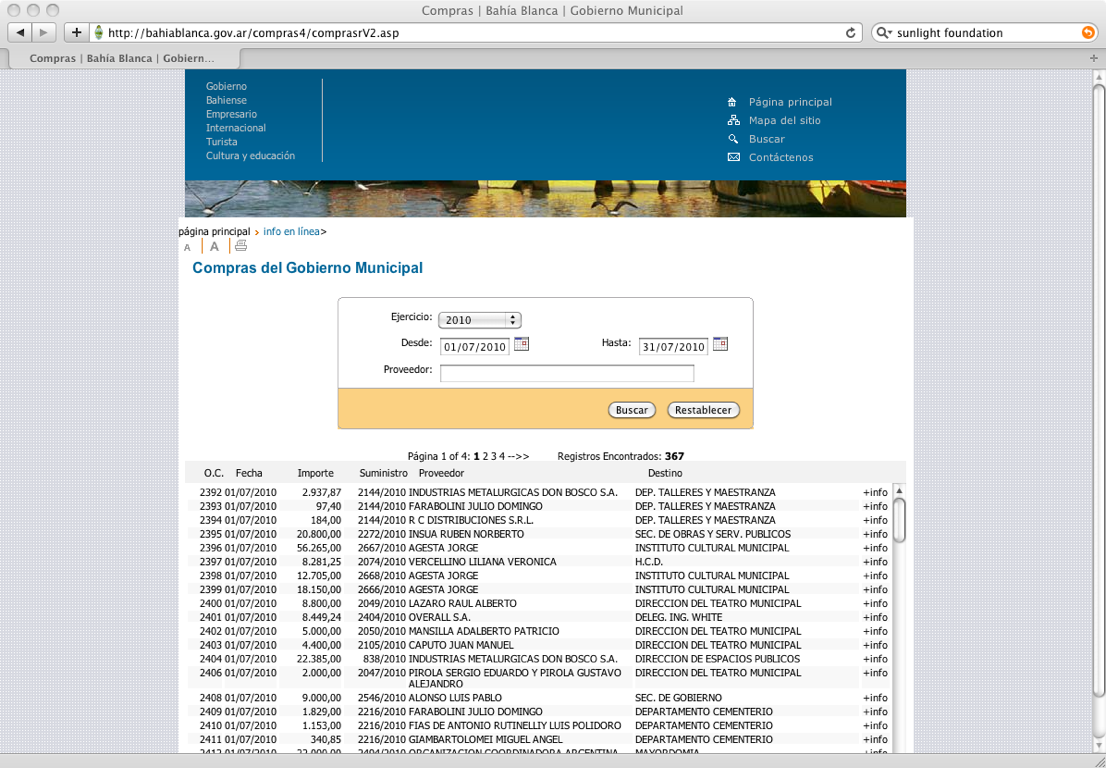 Compras | Bahía Blanca | Gobierno Municipal
http://bahiablanca.gov.ar/compras4/comprasrV2.asp
sunlight foundation
Compras | Bahía Blanca | Gobiern...
Gobierno
Bahiense
Empresario
Internacional
Turista
Cultura y educación
Página principal
Mapa del sitio
Buscar
Contáctenos
página principal > info en línea>
A A
Compras del Gobierno Municipal
Ejercicio: 2010
Desde: 01/07/2010 Hasta: 31/07/2010
Proveedor:
Buscar Restablecer
Página 1 of 4: 1 2 3 4 -->> Registros Encontrados: 367
O.C. Fecha Importe Suministro Proveedor Destino
2392 01/07/2010 2.937,87 2144/2010 INDUSTRIAS METALURGICAS DON BOSCO S.A. DEP. TALLERES Y MAESTRANZA +info
2393 01/07/2010 97,40 2144/2010 FARABOLINI JULIO DOMINGO DEP. TALLERES Y MAESTRANZA +info
2394 01/07/2010 184,00 2144/2010 R C DISTRIBUCIONES S.R.L. DEP. TALLERES Y MAESTRANZA +info
2395 01/07/2010 20.800,00 2272/2010 INSUA RUBEN NORBERTO SEC. DE OBRAS Y SERV. PUBLICOS +info
2396 01/07/2010 56.265,00 2667/2010 AGESTA JORGE INSTITUTO CULTURAL MUNICIPAL +info
2397 01/07/2010 8.281,25 2074/2010 VERCELLINO LILIANA VERONICA H.C.D. +info
2398 01/07/2010 12.705,00 2668/2010 AGESTA JORGE INSTITUTO CULTURAL MUNICIPAL +info
2399 01/07/2010 18.150,00 2666/2010 AGESTA JORGE INSTITUTO CULTURAL MUNICIPAL +info
2400 01/07/2010 8.800,00 2049/2010 LAZARO RAUL ALBERTO DIRECCION DEL TEATRO MUNICIPAL +info
2401 01/07/2010 8.449,24 2404/2010 OVERALL S.A. DELEG. ING. WHITE +info
2402 01/07/2010 5.000,00 2050/2010 MANSILLA ADALBERTO PATRICIO DIRECCION DEL TEATRO MUNICIPAL +info
2403 01/07/2010 4.400,00 2105/2010 CAPUTO JUAN MANUEL DIRECCION DEL TEATRO MUNICIPAL +info
2404 01/07/2010 22.385,00 838/2010 INDUSTRIAS METALURGICAS DON BOSCO S.A. DIRECCION DE ESPACIOS PUBLICOS +info
2406 01/07/2010 2.000,00 2047/2010 PIROLA SERGIO EDUARDO Y PIROLA GUSTAVO DIRECCION DEL TEATRO MUNICIPAL +info
ALEJANDRO
2408 01/07/2010 9.000,00 2546/2010 ALONSO LUIS PABLO SEC. DE GOBIERNO +info
2409 01/07/2010 1.829,00 2216/2010 FARABOLINI JULIO DOMINGO DEPARTAMENTO CEMENTERIO +info
2410 01/07/2010 1.153,00 2216/2010 FIAS DE ANTONIO RUTINELLIY LUIS POLIDORO DEPARTAMENTO CEMENTERIO +info
2411 01/07/2010 340,85 2216/2010 GIAMBARTOLOMEI MIGUEL ANGEL DEPARTAMENTO CEMENTERIO +info
2412 01/07/2010 ORGANIZACION COORDINADORA ARGENTINA MAYORDOMIA +info